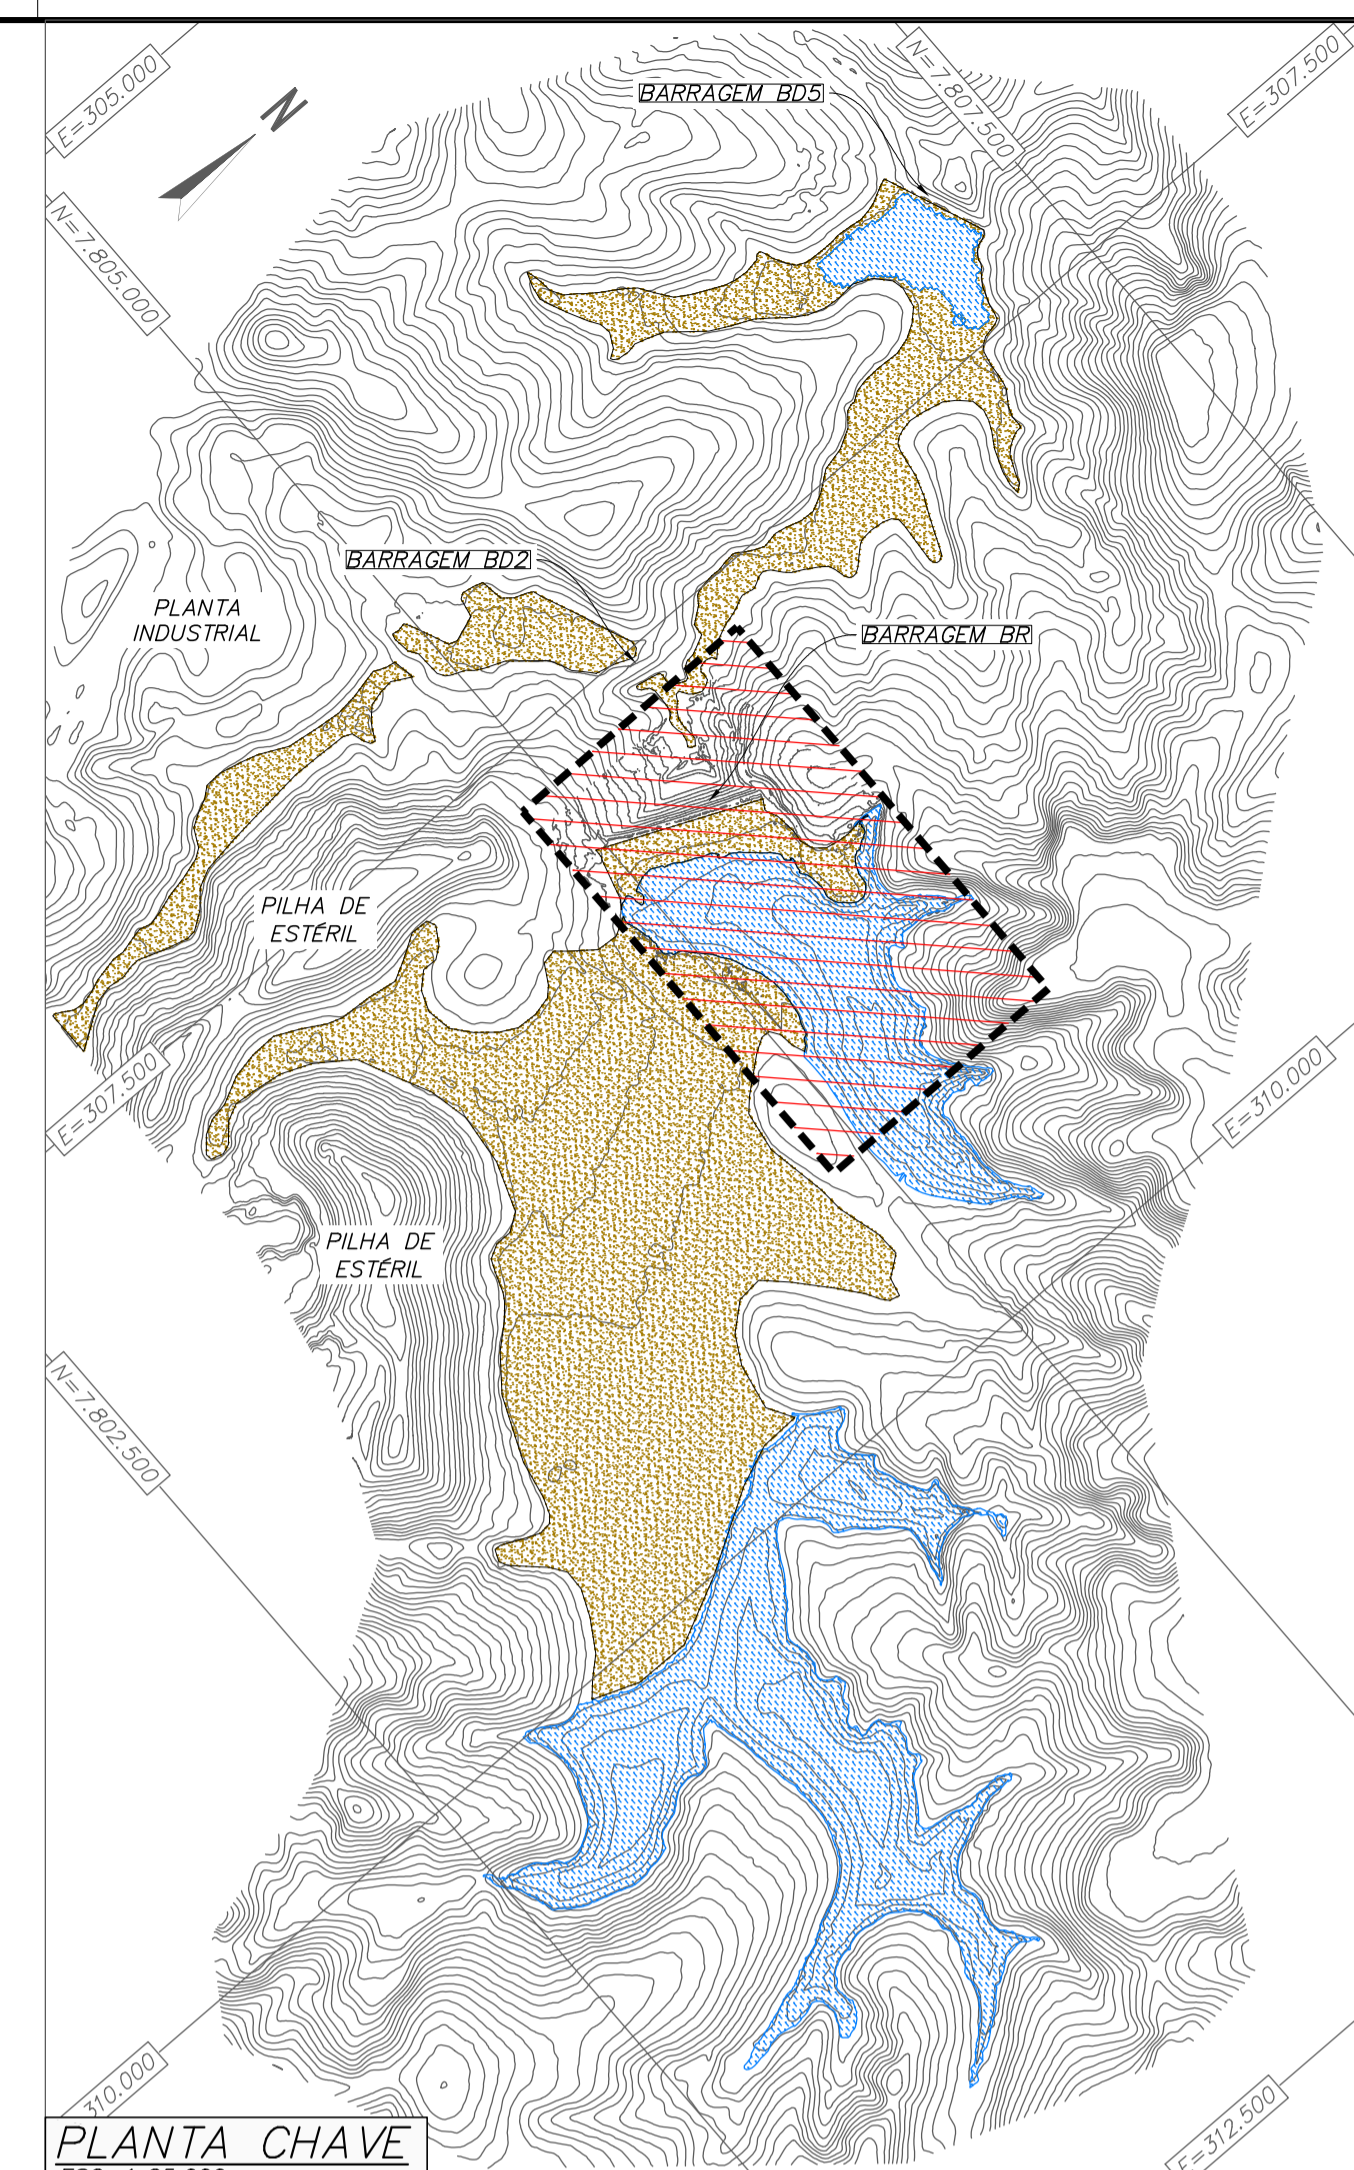 E=305.000
N
BARRAGEM BD5
N=7.807.500
E=307.500
N=7.805.000
BARRAGEM BD2
PLANTA
INDUSTRIAL
BARRAGEM BR
PILHA DE
ESTÉRIL
E=307.500
E=310.000
PILHA DE
ESTÉRIL
N=7.802.500
310.000
E=312.500
PLANTA CHAVE